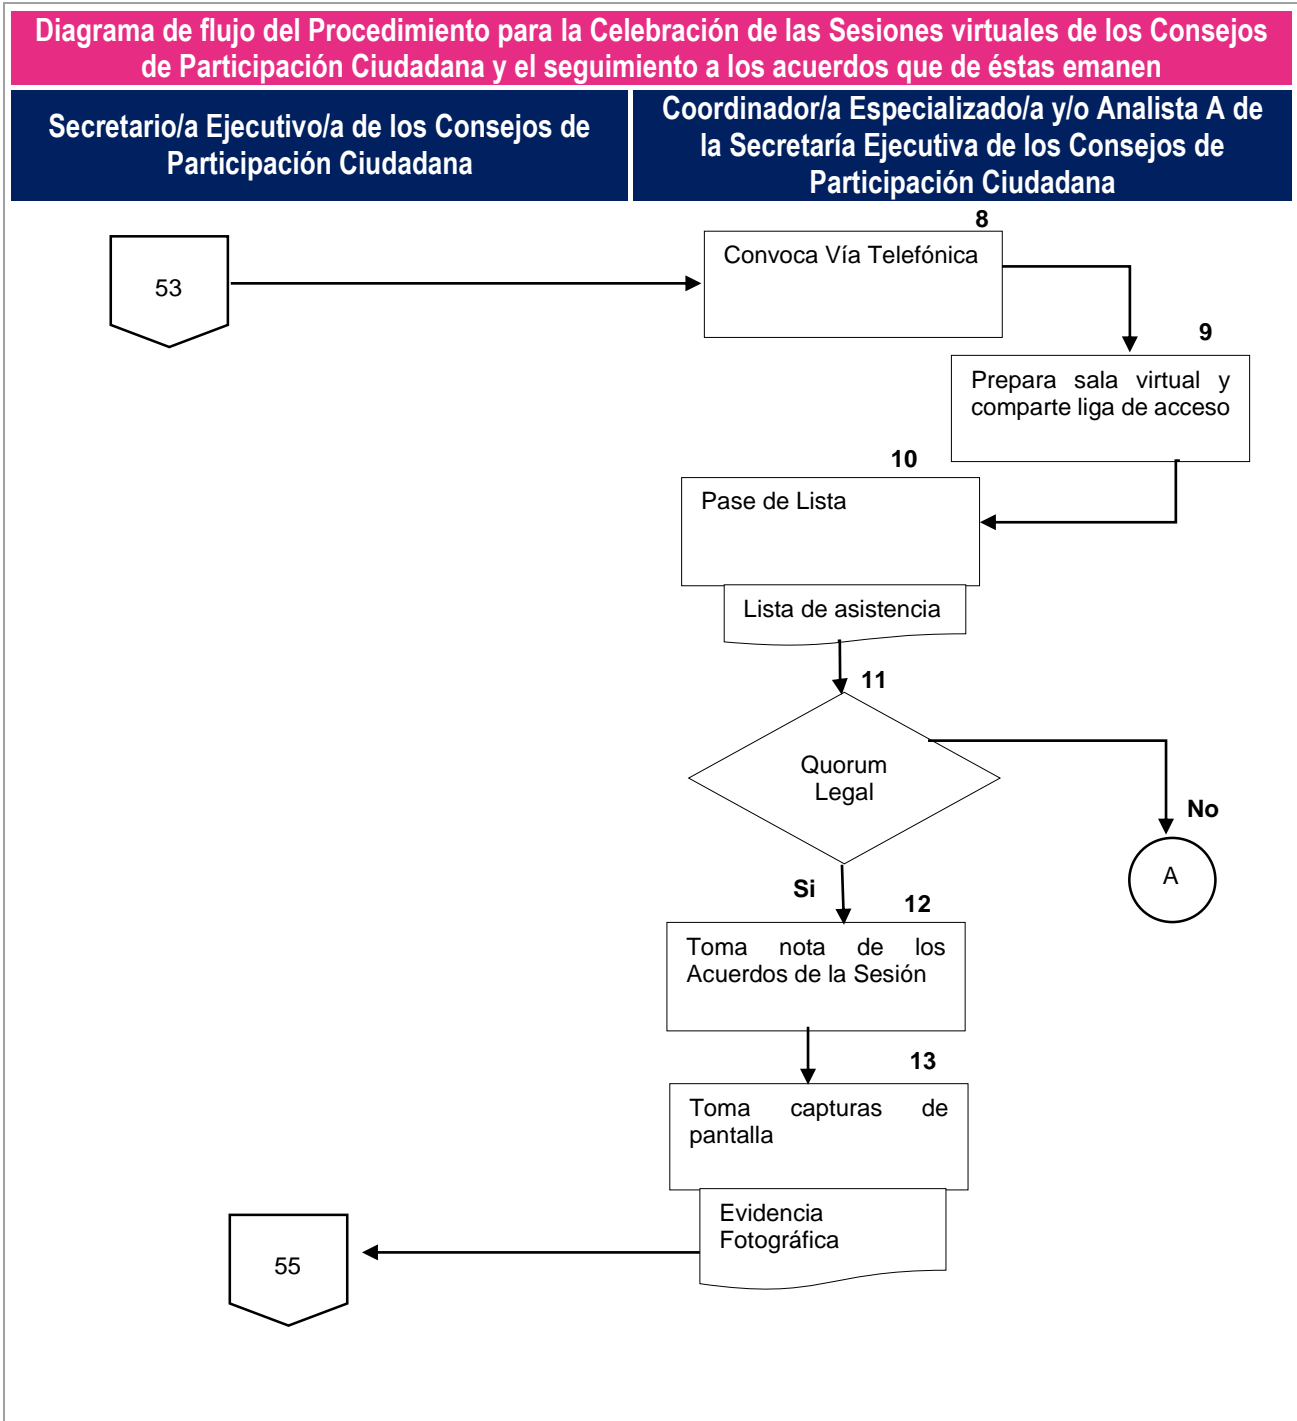 Diagrama de flujo del Procedimiento para la Celebración de las Sesiones virtuales de los Consejos
de Participación Ciudadana y el seguimiento a los acuerdos que de éstas emanen
Secretario/a Ejecutivo/a de los Consejos de
Participación Ciudadana
Coordinador/a Especializado/a y/o Analista A de
la Secretaría Ejecutiva de los Consejos de
Participación Ciudadana
8
53
Convoca Vía Telefónica
9
Prepara sala virtual y
comparte liga de acceso
10
Pase de Lista
Lista de asistencia
11
Quorum
Legal
No
A
Si
12
Toma nota de los
Acuerdos de la Sesión
13
Toma capturas de
pantalla
Evidencia
Fotográfica
55